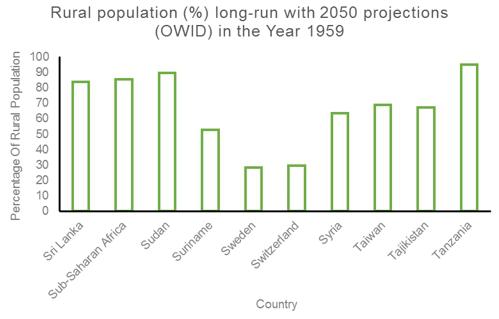 Rural population (%) long-run with 2050 projections
(OWID) in the Year 1959
Percentage Of Rural Population
100
90
80
70
60
50
40
30
20
10
0
Sri Lanka
Sub-Saharan Africa
Sudan
Suriname
Sweden
Switzerland
Syria
Taiwan
Tajikistan
Tanzania
Country